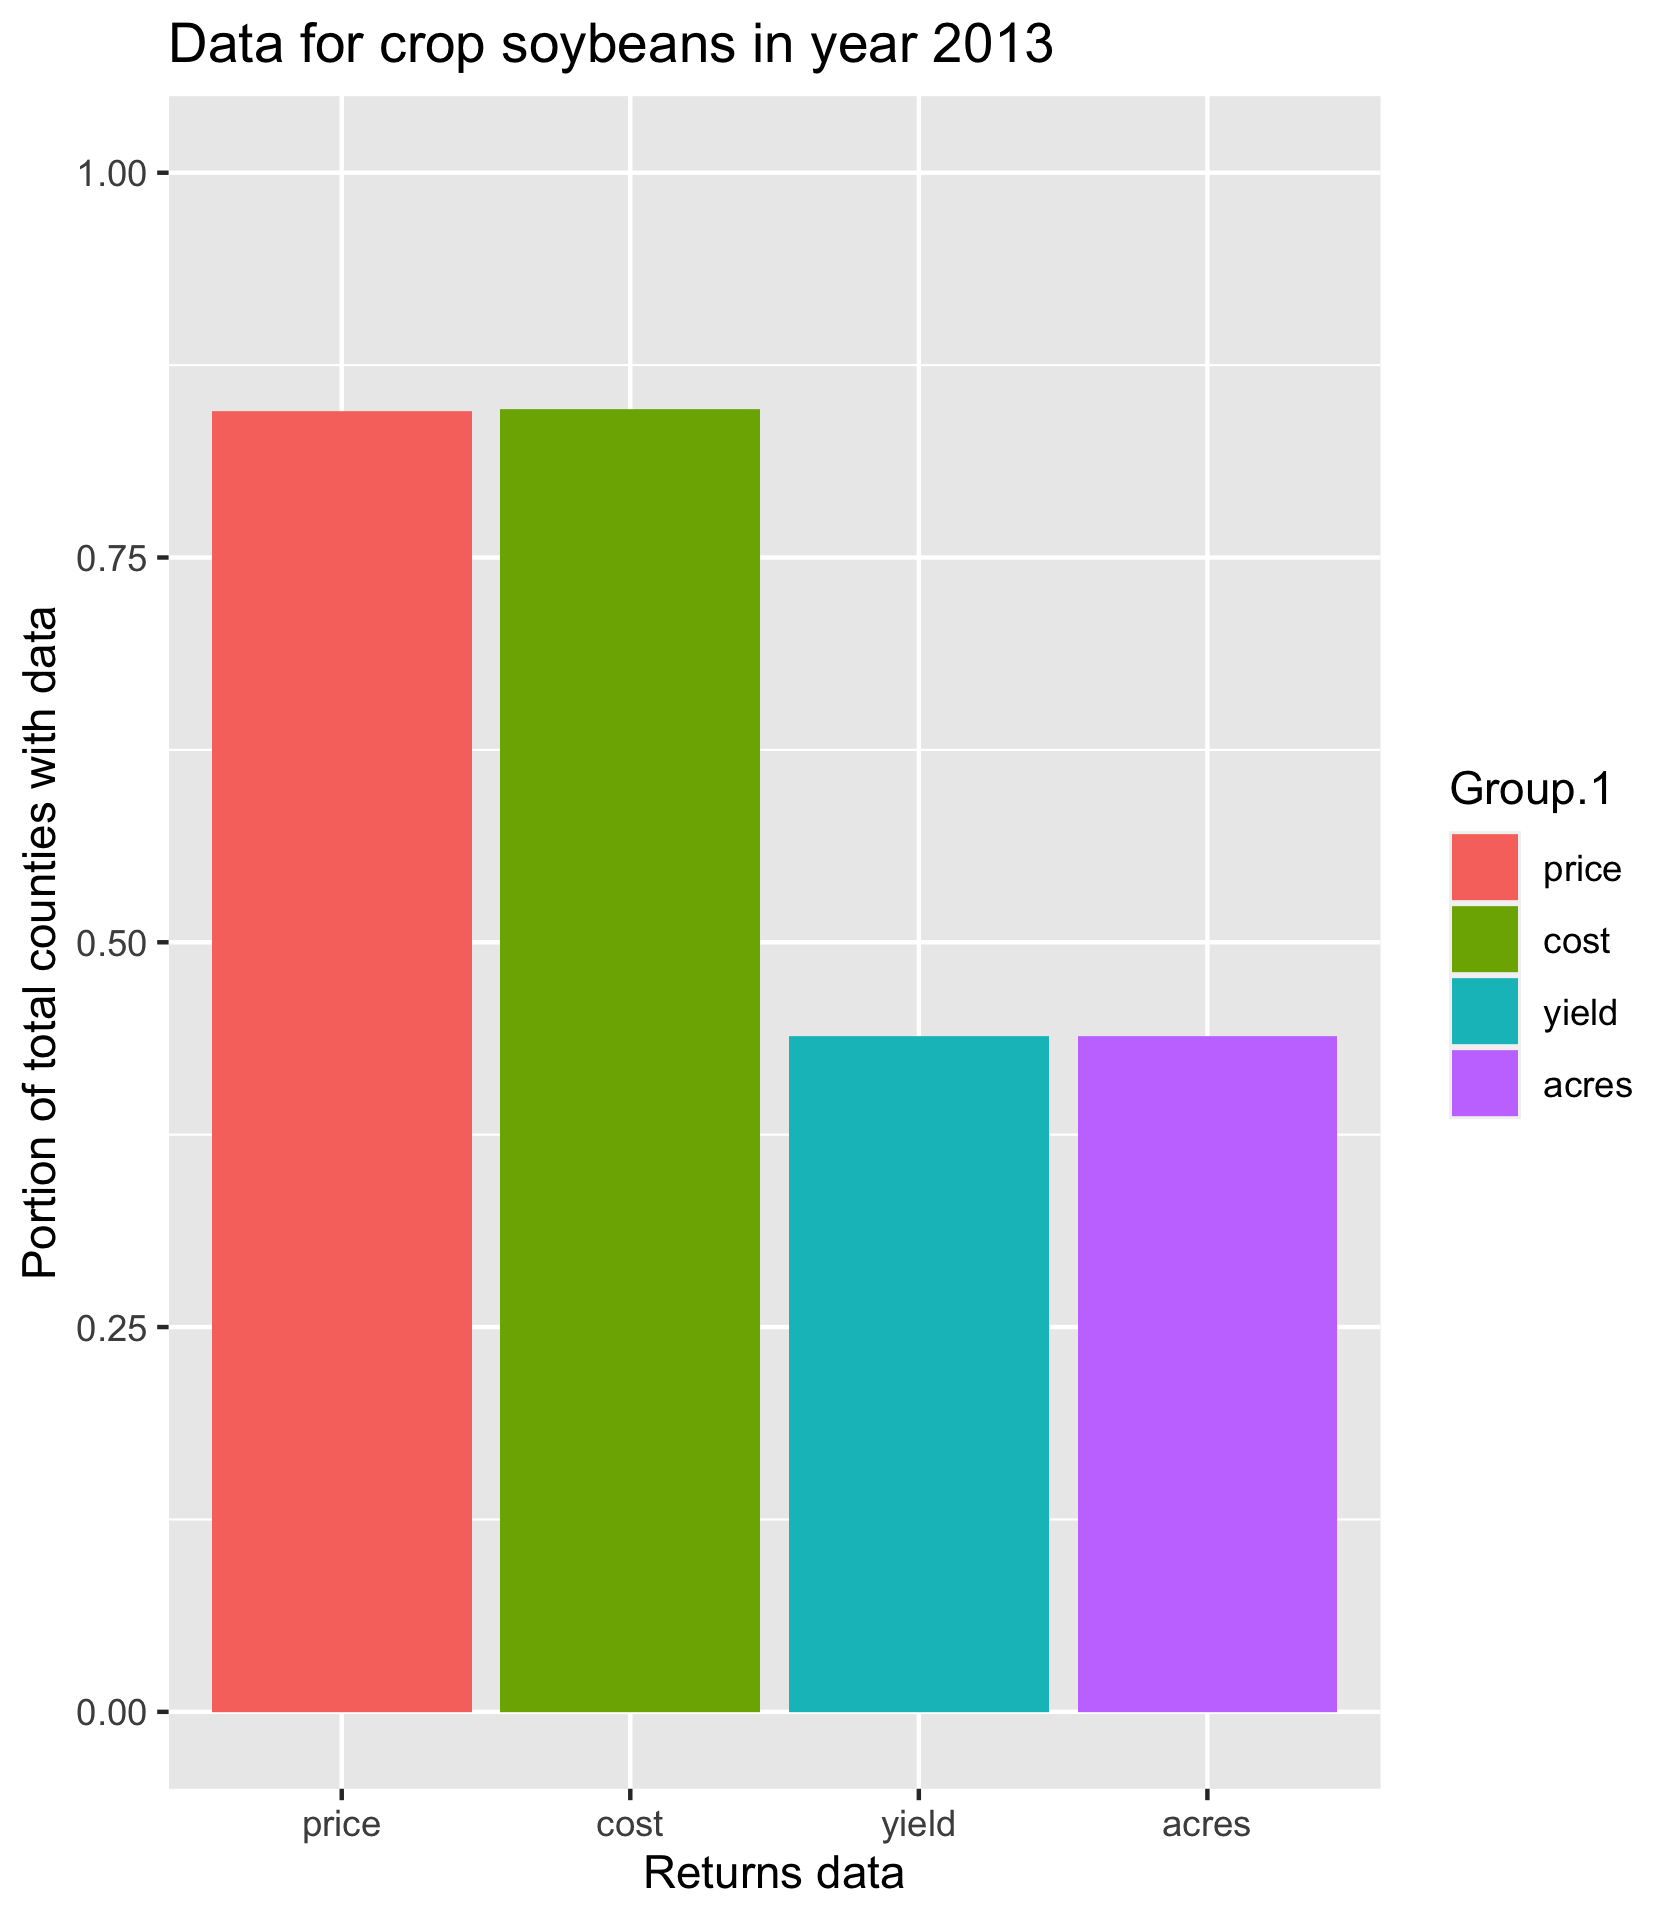 Data for crop soybeans in year 2013
Portion of total counties with data
1.00
0.75
0.50
0.25
0.00
price
cost
yield
acres
Returns data
Group.1
price
cost
yield
acres